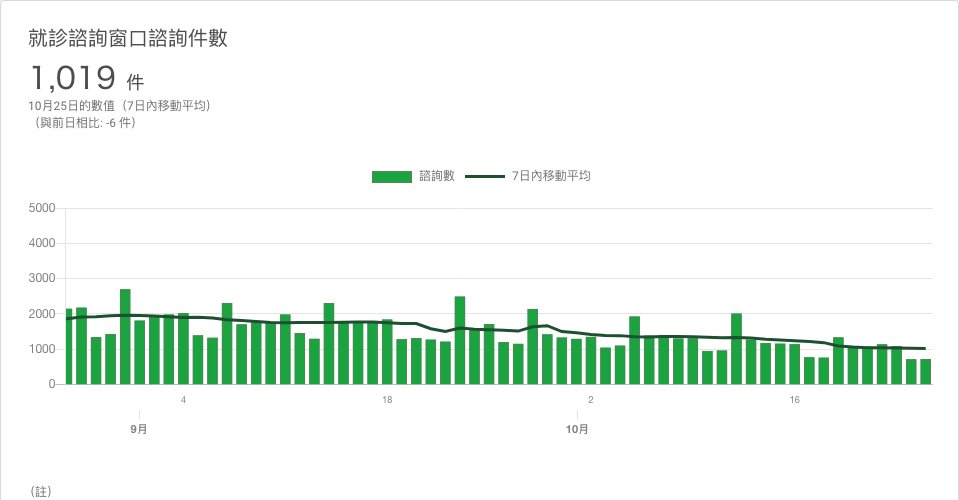 就診諮詢窗口諮詢件數
1,019 件
10月25日的數值（7日內移動平均）
（與前日相比: -6 件）
諮詢數 7日內移動平均
5000
4000
3000
2000
1000
0
4 18 2 16
9月 10月
（註）